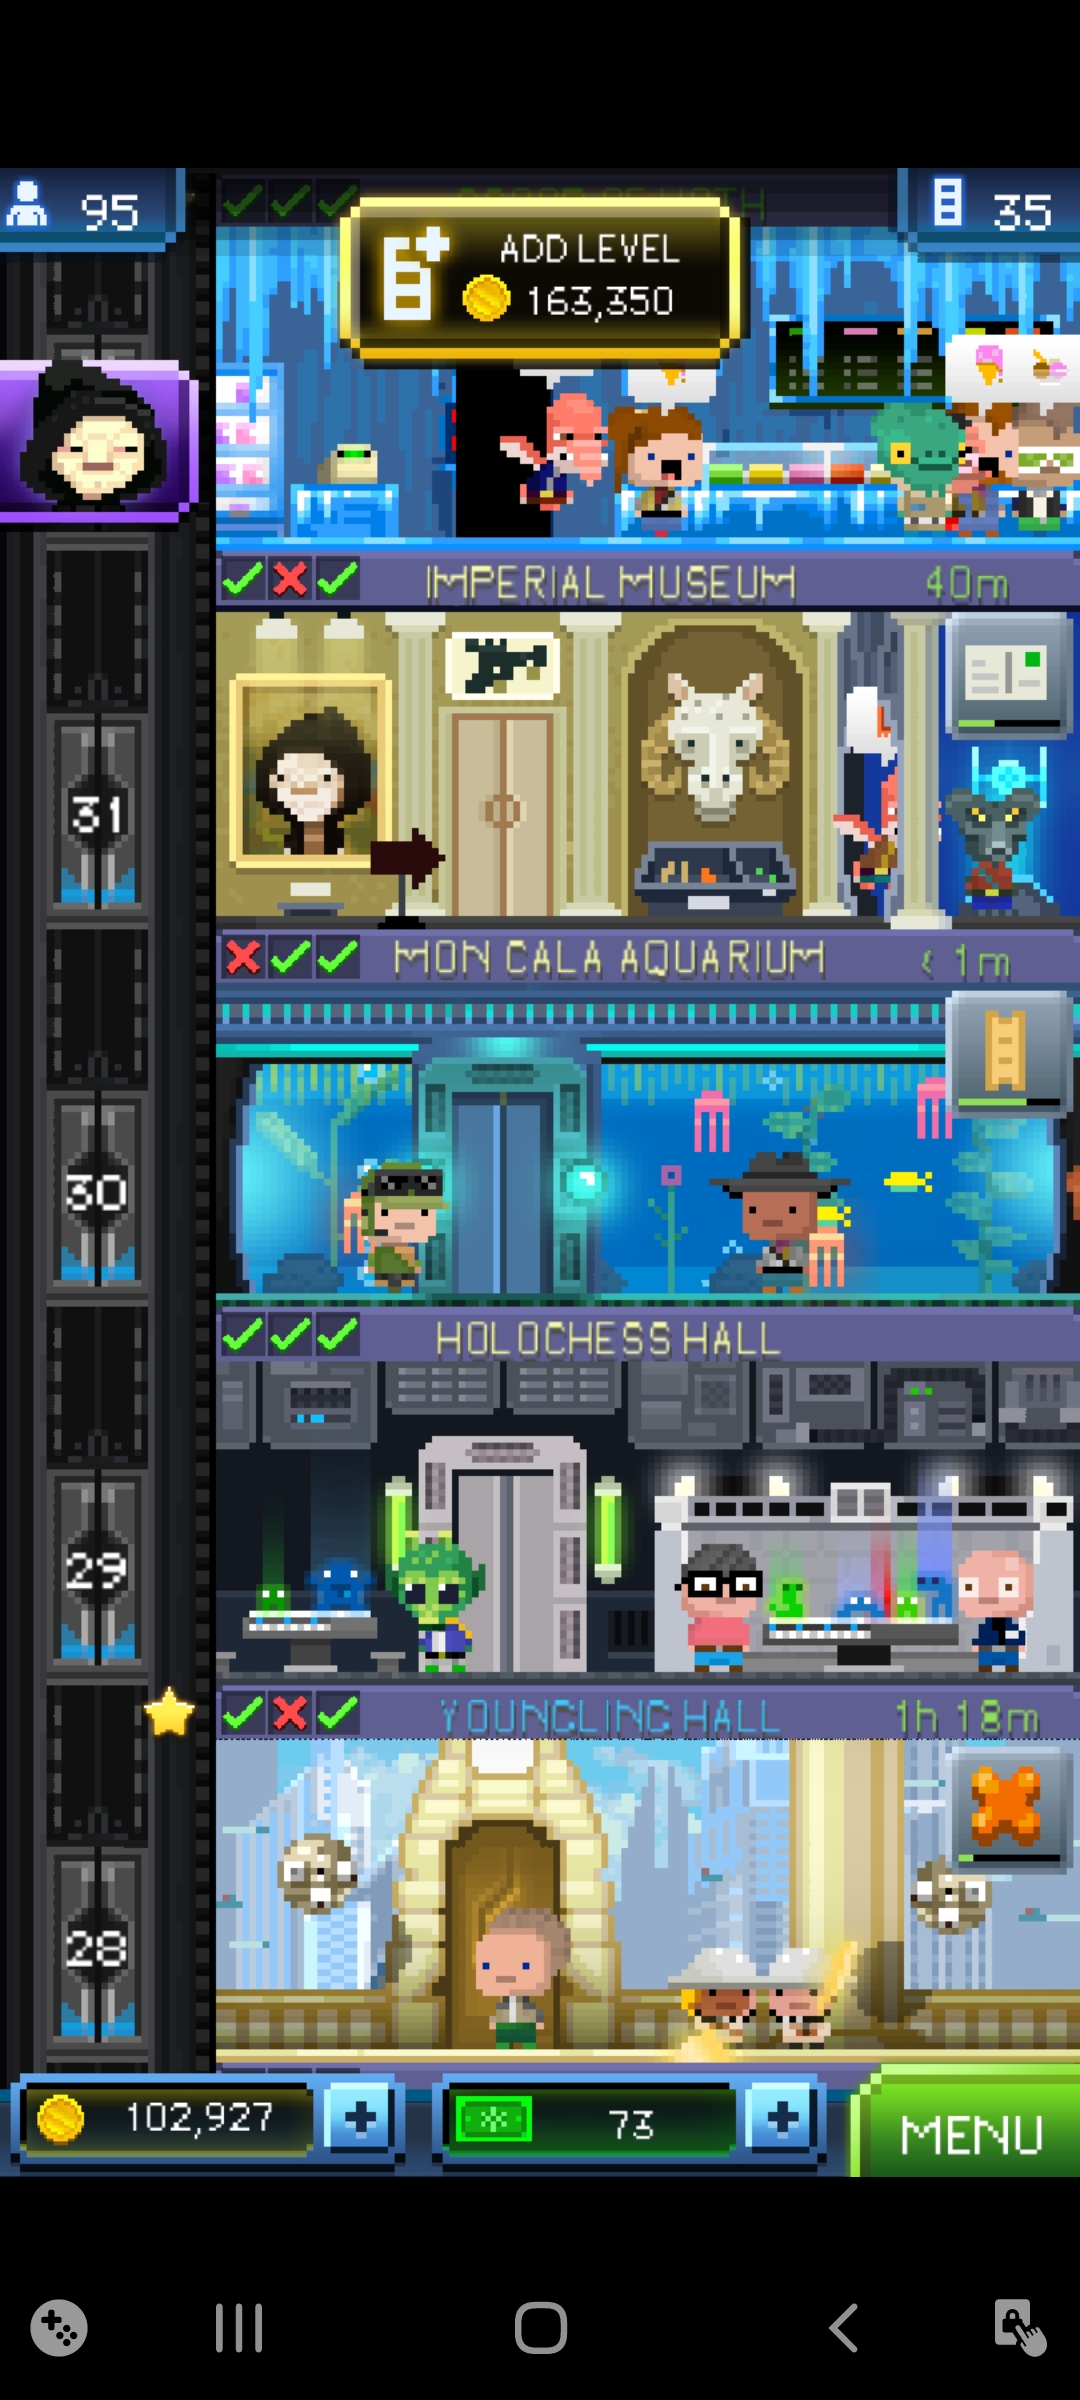 95
35
ADD LEVEL
163,350
IMPERIAL MUSEUM
40m
31
MON CALA AQUARIUM
< 1m
30
HOLOCHESS HALL
29
YOUNGLING HALL
1h 18m
28
102,927
73
MENU